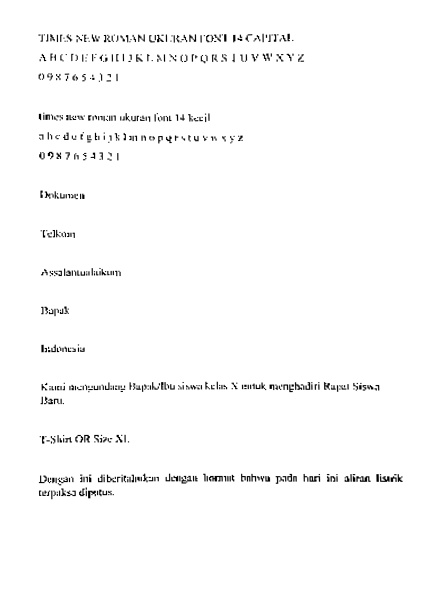 TIMES NEW ROMAN UKURAN FONT 14 CAPITAL
A B C D E F G H I J K L M N O P Q R S T U V W X Y Z
0 9 8 7 6 5 4 3 2 1
times new roman ukuran font 14 kecil
a b c d e f g h i j k l m n o p q r s t u v w x y z
0 9 8 7 6 5 4 3 2 1
Dokumen
Telkom
Assalamualaikum
Bapak
Indonesia
Kami mengundang Bapak/Ibu siswa kelas X untuk menghadiri Rapat Siswa
Baru.
T-Shirt OR Size XL
Dengan ini diberitahukan dengan hormat bahwa pada hari ini aliran listrik
terpaksa diputus.